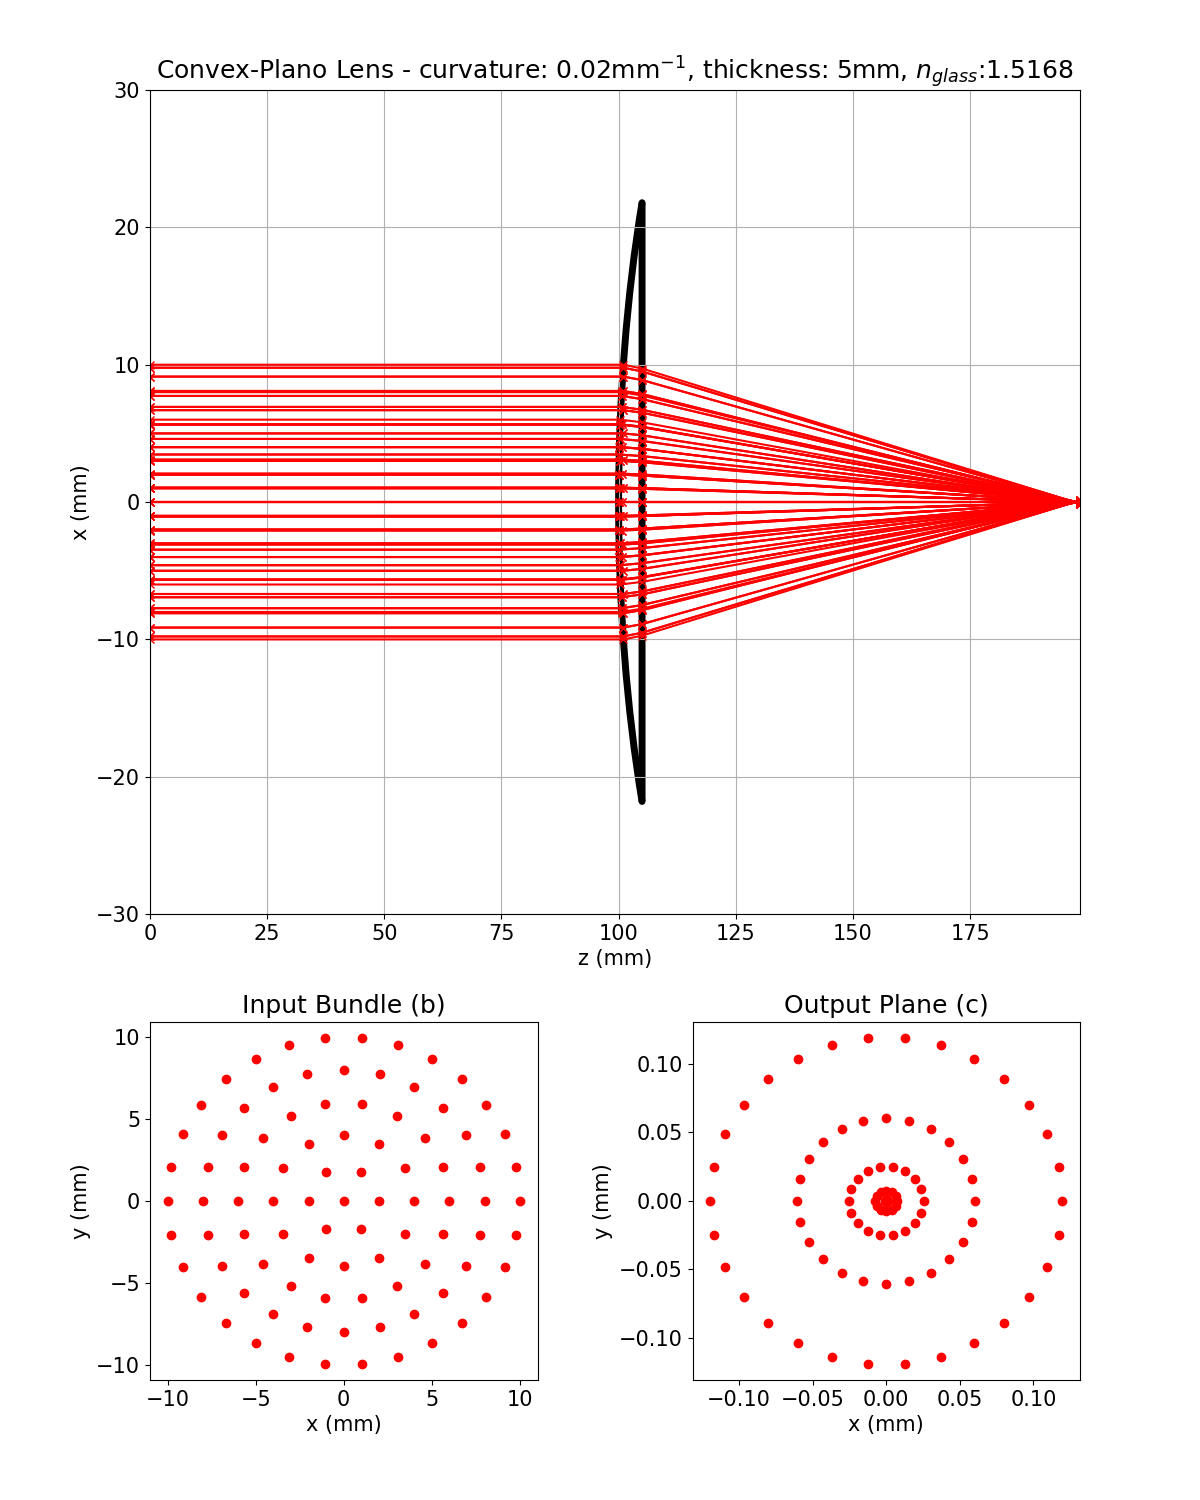 Convex-Plano Lens - curvature: 0.02mm⁻¹, thickness: 5mm, n_glass:1.5168
30
20
10
0
−10
−20
−30
x (mm)
0 25 50 75 100 125 150 175
z (mm)
Input Bundle (b)
10
5
0
−5
−10
y (mm)
−10 −5 0 5 10
x (mm)
Output Plane (c)
0.10
0.05
0.00
−0.05
−0.10
y (mm)
−0.10 −0.05 0.00 0.05 0.10
x (mm)